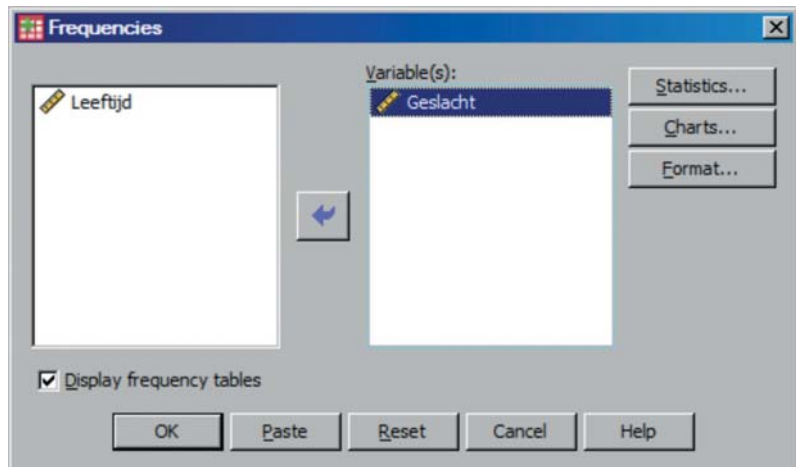 Frequencies
Variable(s):
Leeftijd
Geslacht
Statistics...
Charts...
Format...
Display frequency tables
OK
Paste
Reset
Cancel
Help